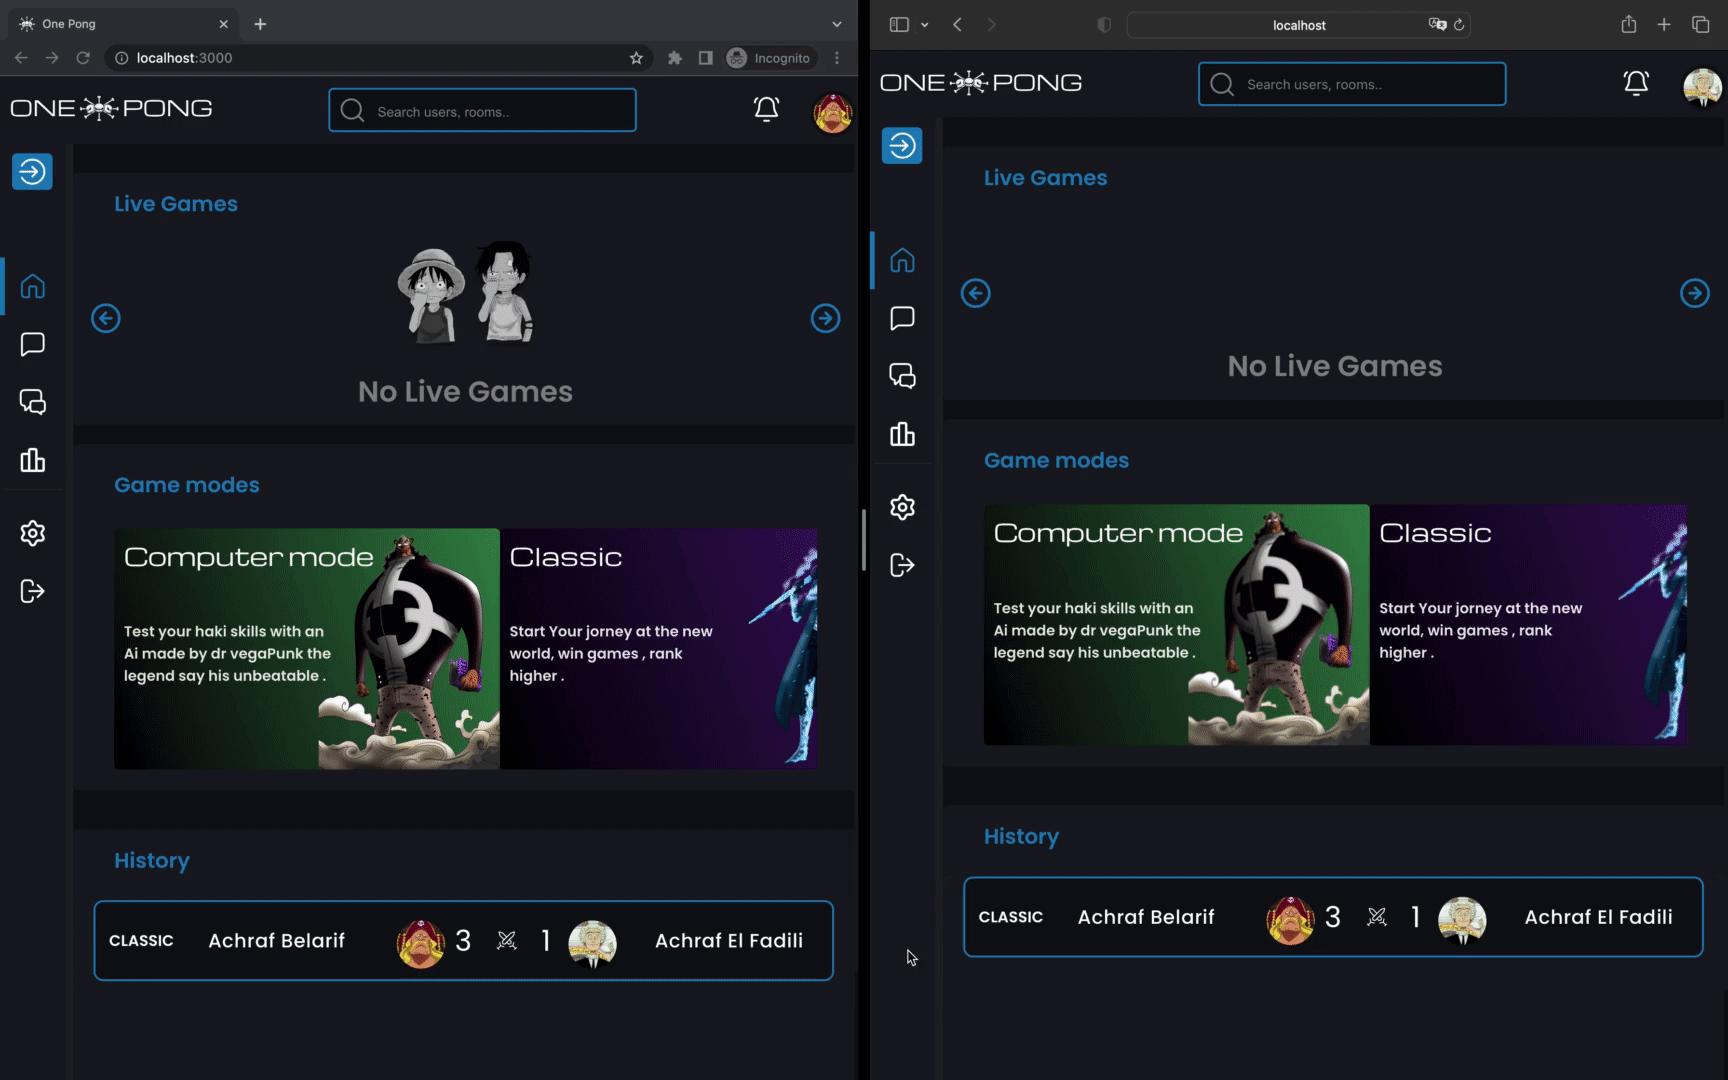 One Pong
localhost:3000
Incognito
ONE PONG
Search users, rooms..
Live Games
No Live Games
Game modes
Computer mode
Test your haki skills with an
Ai made by dr vegaPunk the
legend say his unbeatable .
Classic
Start Your jorney at the new
world, win games , rank
higher .
History
CLASSIC Achraf Belarif 3 1 Achraf El Fadili
localhost
ONE PONG
Search users, rooms..
Live Games
No Live Games
Game modes
Computer mode
Test your haki skills with an
Ai made by dr vegaPunk the
legend say his unbeatable .
Classic
Start Your jorney at the new
world, win games , rank
higher .
History
CLASSIC Achraf Belarif 3 1 Achraf El Fadili